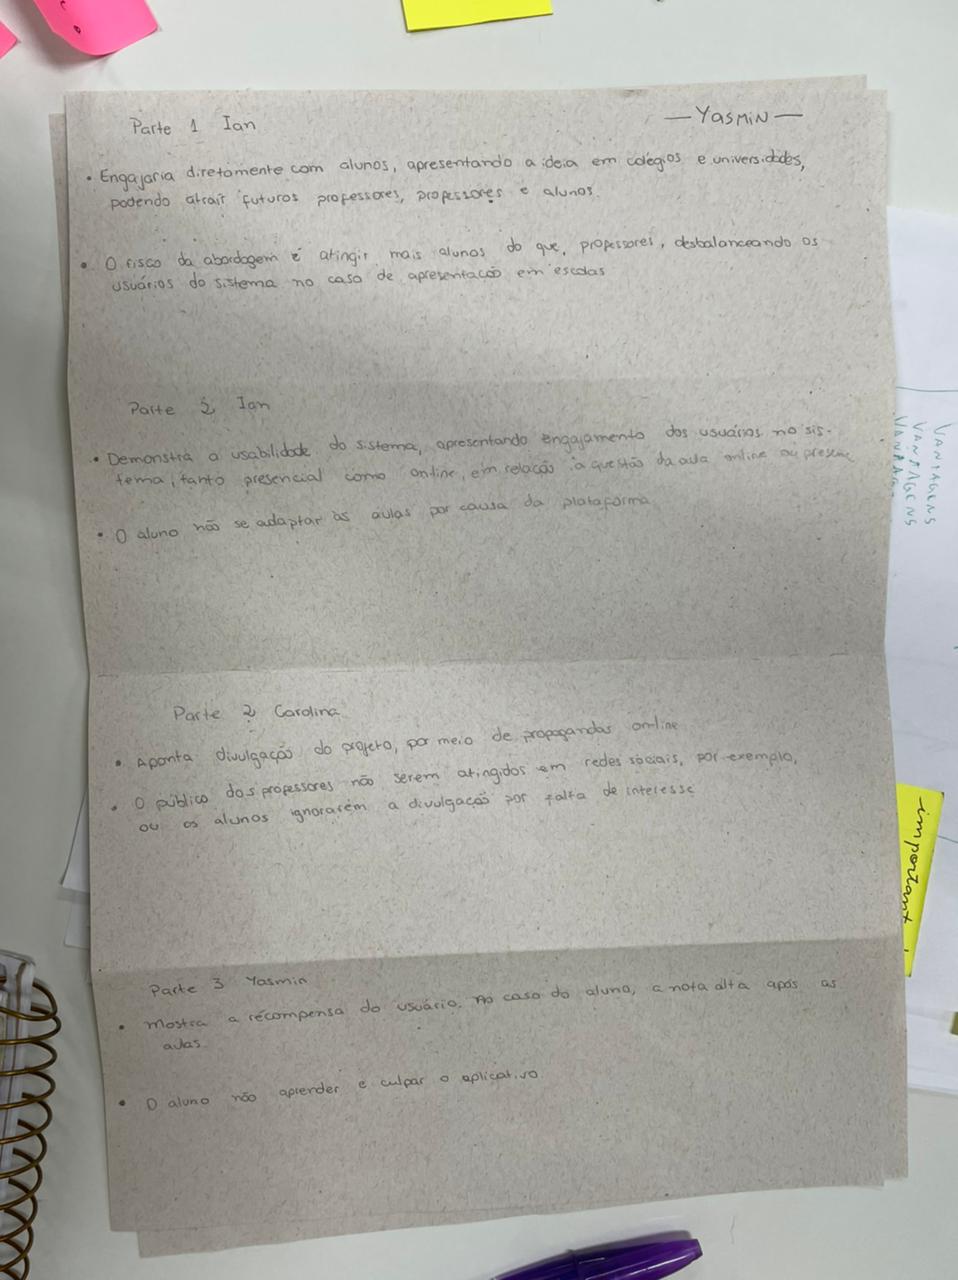 Parte 1 Ian
— Yasmin —
• Engajaria diretamente com alunos, apresentando a ideia em colégios e universidades,
podendo atrair futuros professores, professores e alunos.
• O risco da abordagem é atingir mais alunos do que, professores, desbalanceando os
usuários do sistema no caso de apresentação em escolas
Parte 2 Ian
• Demonstra a usabilidade do sistema, apresentando engajamento dos usuários no sis-
tema, tanto presencial como online, em relação à questão da aula online ou
• O aluno não se adaptar às aulas por causa da plataforma
Parte 2 Carolina
• Aponta divulgação do projeto, por meio de propagandas online
• O público dos professores não serem atingidos em redes sociais, por exemplo,
ou os alunos ignorarem a divulgação por falta de interesse
Parte 3 Yasmin
• Mostra a recompensa do usuário. No caso do aluno, a nota alta após as
aulas.
• O aluno não aprender e culpar o aplicativo.
VANTAGENS
VANTAGENS
important